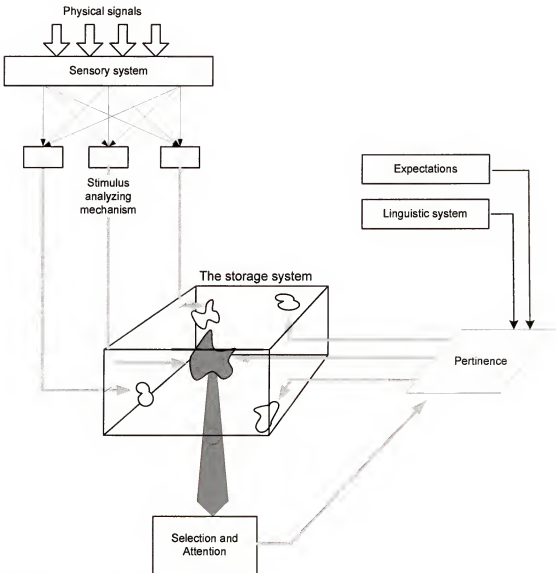 Physical signals
Sensory system
Stimulus
analyzing
mechanism
Expectations
Linguistic system
The storage system
Pertinence
Selection and
Attention